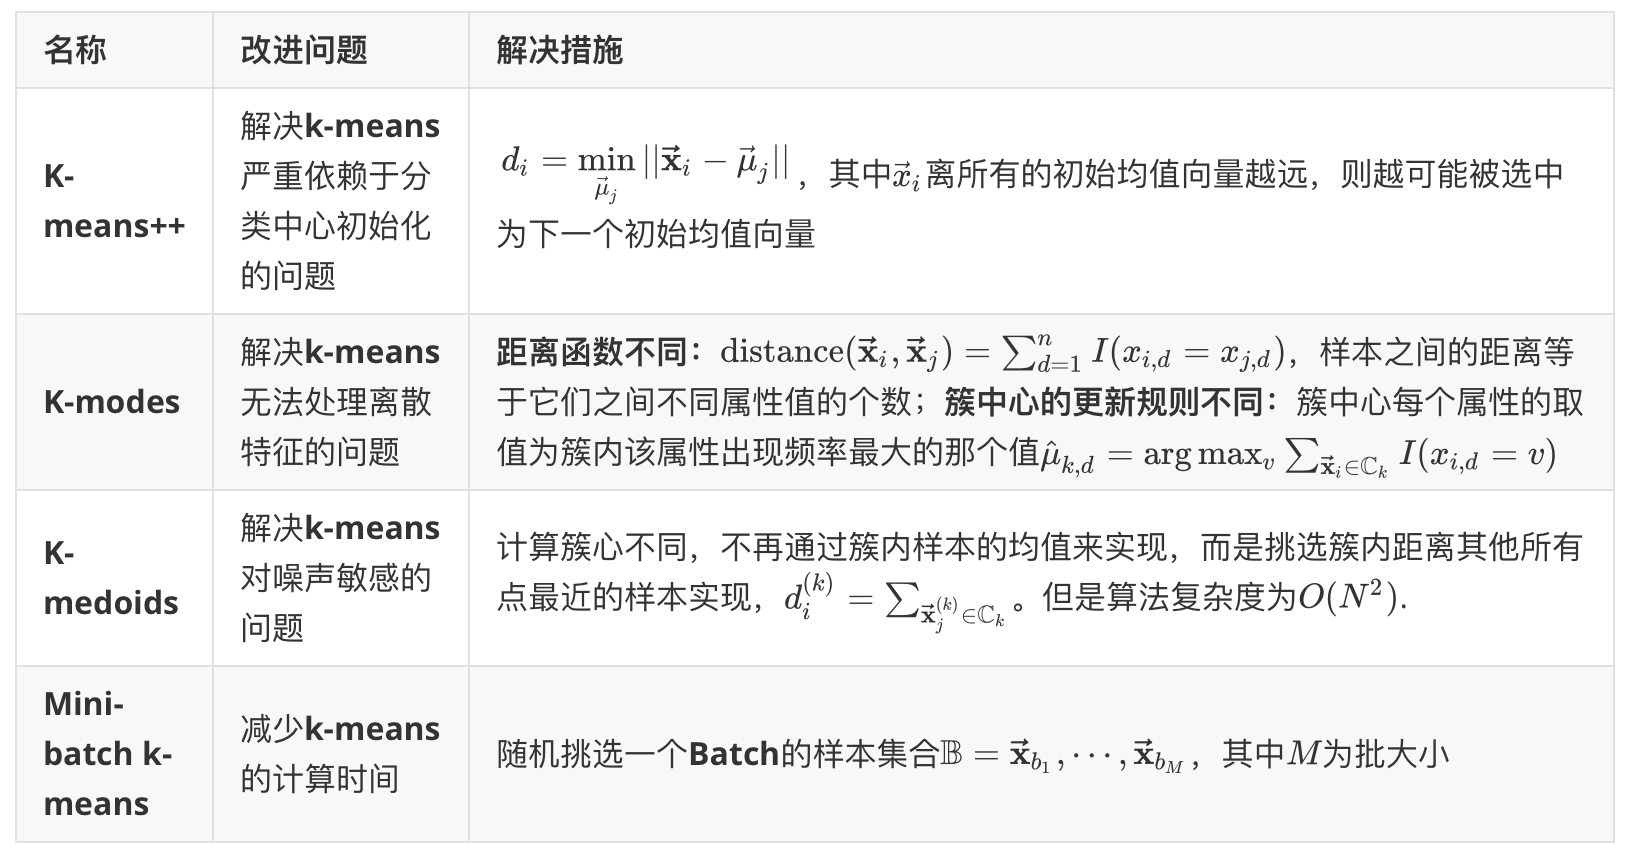 名称 改进问题 解决措施
K-
means++
解决k-means
严重依赖于分
类中心初始化
的问题
$d_i = \min_{\vec{\mu}_j} ||\vec{\mathbf{x}}_i - \vec{\mu}_j||$，其中$\vec{x}_i$离所有的初始均值向量越远，则越可能被选中
为下一个初始均值向量
K-modes
解决k-means
无法处理离散
特征的问题
距离函数不同：$\text{distance}(\vec{\mathbf{x}}_i, \vec{\mathbf{x}}_j) = \sum_{d=1}^{n} I(x_{i,d} = x_{j,d})$，样本之间的距离等
于它们之间不同属性值的个数；簇中心的更新规则不同：簇中心每个属性的取
值为簇内该属性出现频率最大的那个值$\hat{\mu}_{k,d} = \arg\max_v \sum_{\vec{\mathbf{x}}_i \in \mathbb{C}_k} I(x_{i,d} = v)$
K-
medoids
解决k-means
对噪声敏感的
问题
计算簇心不同，不再通过簇内样本的均值来实现，而是挑选簇内距离其他所有
点最近的样本实现，$d_i^{(k)} = \sum_{\vec{\mathbf{x}}_j^{(k)} \in \mathbb{C}_k}$。但是算法复杂度为$O(N^2)$.
Mini-
batch k-
means
减少k-means
的计算时间
随机挑选一个Batch的样本集合$\mathbb{B} = \vec{\mathbf{x}}_{b_1}, \cdots, \vec{\mathbf{x}}_{b_M}$，其中$M$为批大小